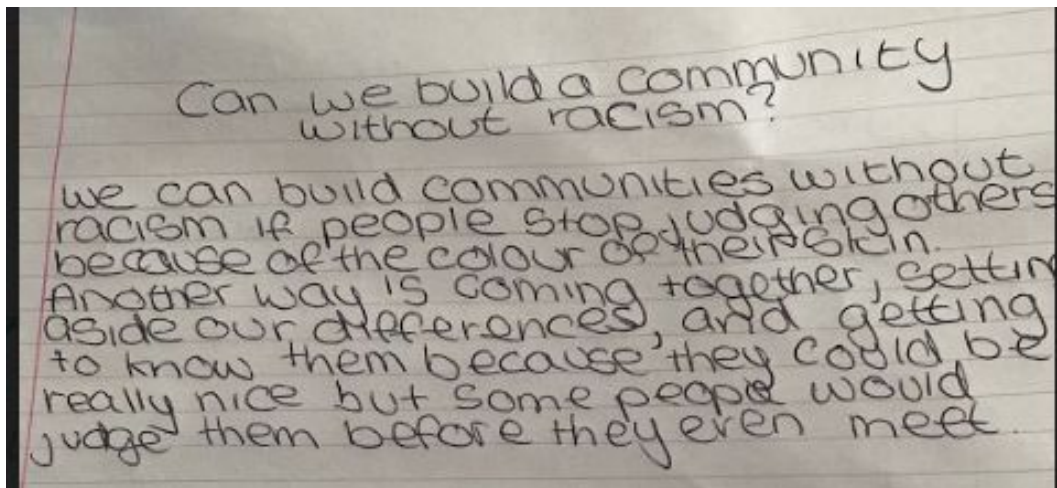 Can we build a community
without racism?
we can build communities without
racism if people stop judging others
because of the colour of their skin.
Another way is coming together, settin
aside our differences, and getting
to know them because they could be
really nice but some people would
judge them before they even meet.